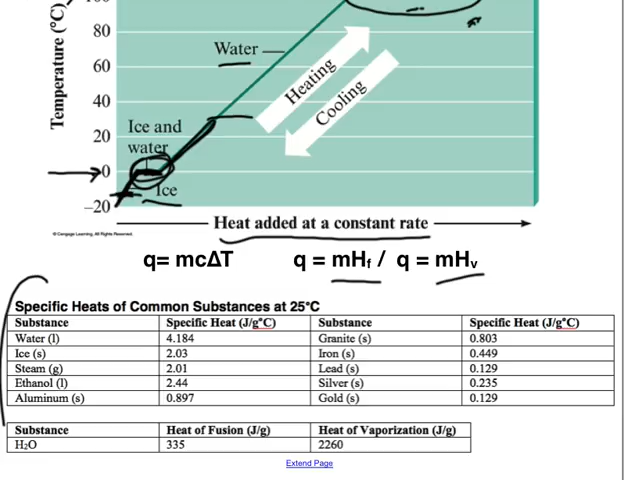 100
80
Water
60
Heating
Cooling
40
20
Ice and
water
0
Ice
–20
Temperature (°C)
Heat added at a constant rate
© Cengage Learning. All Rights Reserved.
q= mcΔT q = mHf / q = mHv
Specific Heats of Common Substances at 25°C
Substance Specific Heat (J/g°C) Substance Specific Heat (J/g°C)
Water (l) 4.184 Granite (s) 0.803
Ice (s) 2.03 Iron (s) 0.449
Steam (g) 2.01 Lead (s) 0.129
Ethanol (l) 2.44 Silver (s) 0.235
Aluminum (s) 0.897 Gold (s) 0.129
Substance Heat of Fusion (J/g) Heat of Vaporization (J/g)
H2O 335 2260
Extend Page